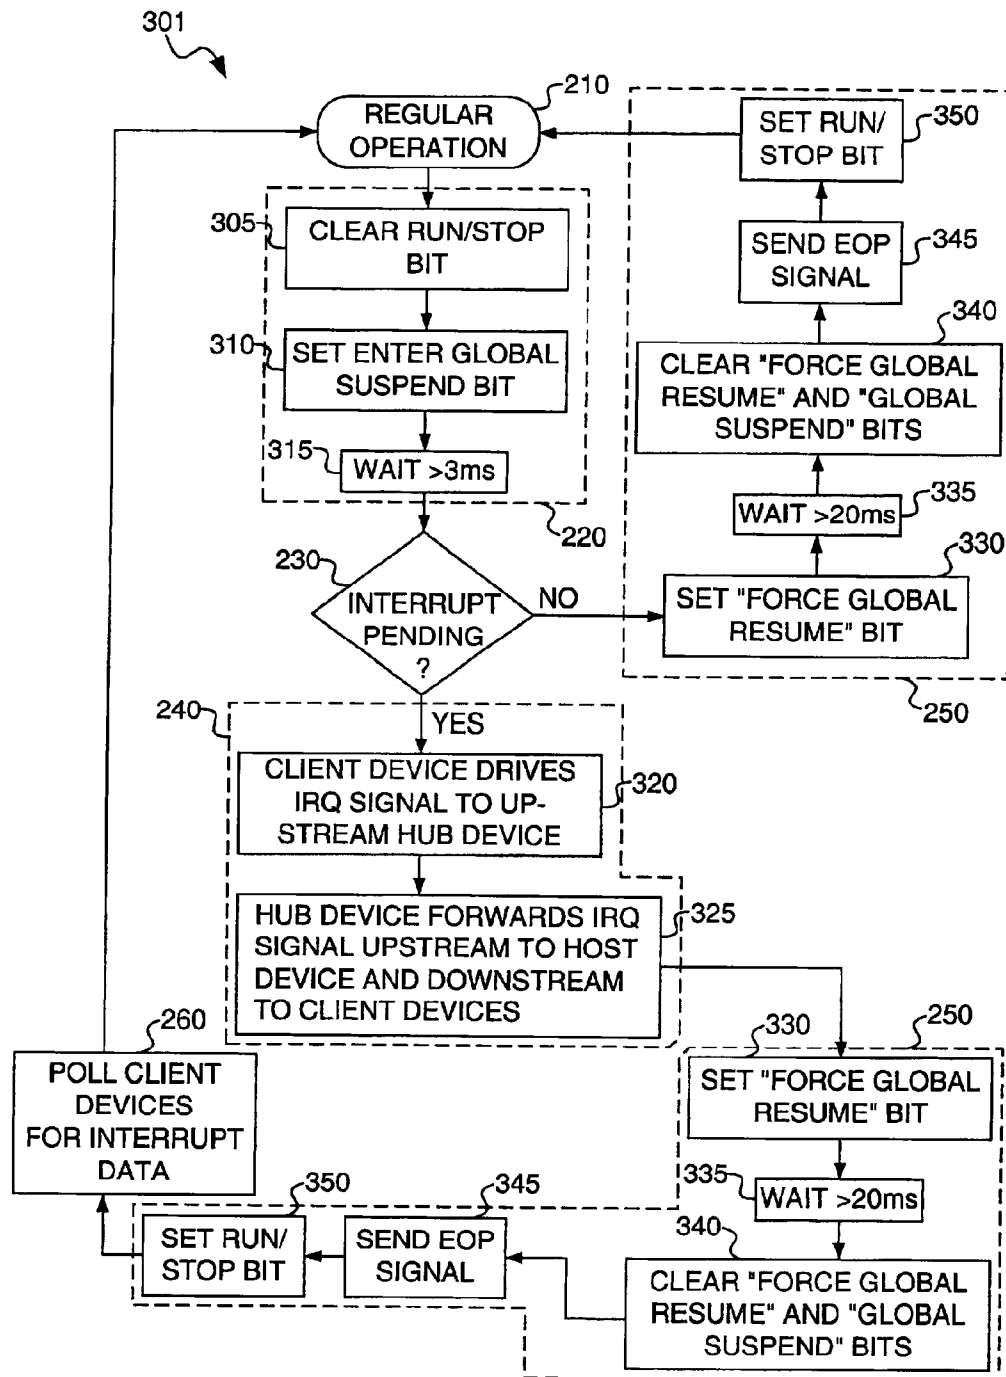 301
REGULAR
OPERATION
210
305
CLEAR RUN/STOP
BIT
310
SET ENTER GLOBAL
SUSPEND BIT
315
WAIT >3ms
220
230
INTERRUPT
PENDING
?
NO
YES
SET RUN/
STOP BIT
350
SEND EOP
SIGNAL
345
340
CLEAR "FORCE GLOBAL
RESUME" AND "GLOBAL
SUSPEND" BITS
335
WAIT >20ms
330
SET "FORCE GLOBAL
RESUME" BIT
250
240
CLIENT DEVICE DRIVES
IRQ SIGNAL TO UP-
STREAM HUB DEVICE
320
HUB DEVICE FORWARDS IRQ
SIGNAL UPSTREAM TO HOST
DEVICE AND DOWNSTREAM
TO CLIENT DEVICES
325
250
330
SET "FORCE GLOBAL
RESUME" BIT
335
WAIT >20ms
340
CLEAR "FORCE GLOBAL
RESUME" AND "GLOBAL
SUSPEND" BITS
345
SEND EOP
SIGNAL
350
SET RUN/
STOP BIT
260
POLL CLIENT
DEVICES
FOR INTERRUPT
DATA